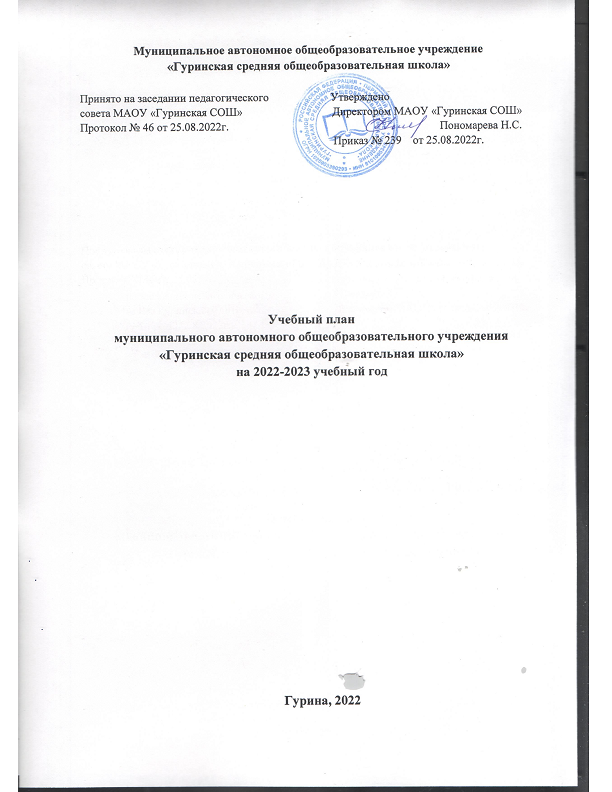 Муниципальное автономное общеобразовательное учреждение
«Гуринская средняя общеобразовательная школа»
Принято на заседании педагогического
совета МАОУ «Гуринская СОШ»
Протокол № 46 от 25.08.2022г.
Утверждено
Директором МАОУ «Гуринская СОШ»
Пономарева Н.С.
Приказ № 239 от 25.08.2022г.
Учебный план
муниципального автономного общеобразовательного учреждения
«Гуринская средняя общеобразовательная школа»
на 2022-2023 учебный год
Гурина, 2022